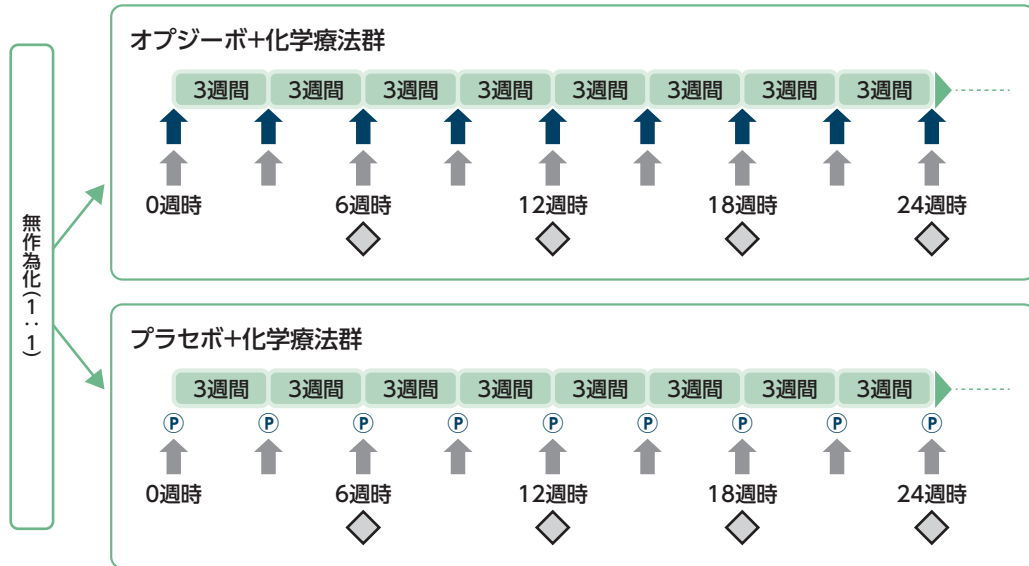 無作為化(1:1)
オプジーボ+化学療法群
3週間 3週間 3週間 3週間 3週間 3週間 3週間 3週間
0週時 6週時 12週時 18週時 24週時
プラセボ+化学療法群
3週間 3週間 3週間 3週間 3週間 3週間 3週間 3週間
P P P P P P P P P
0週時 6週時 12週時 18週時 24週時